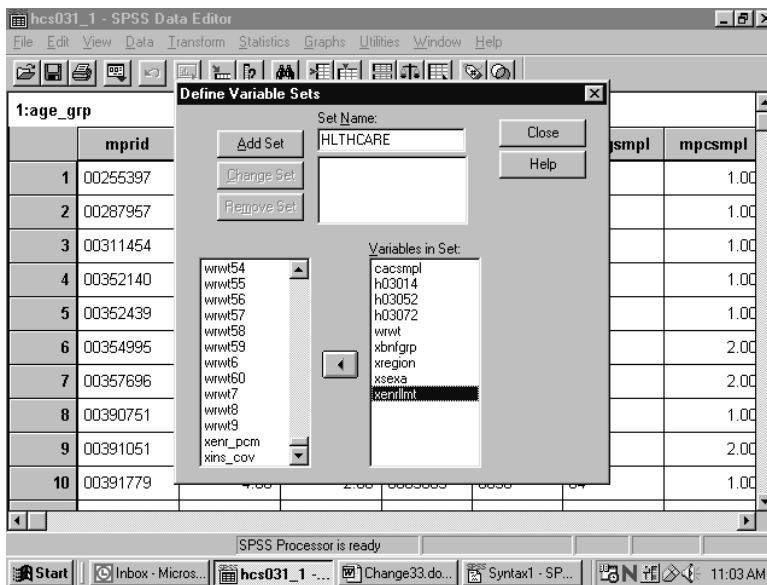 hcs031_1 - SPSS Data Editor
File Edit View Data Transform Statistics Graphs Utilities Window Help
1:age_grp
Define Variable Sets
Set Name:
HLTHCARE
Add Set
Change Set
Remove Set
Close
Help
Variables in Set:
wrwt54
wrwt55
wrwt56
wrwt57
wrwt58
wrwt59
wrwt6
wrwt60
wrwt7
wrwt8
wrwt9
xenr_pcm
xins_cov
cacsmpl
h03014
h03052
h03072
wrwt
xbnfgrp
xregion
xsexa
xenrllmt
mprid mpcsmpl
1 00255397 1.00
2 00287957 1.00
3 00311454 1.00
4 00352140 1.00
5 00352439 1.00
6 00354995 2.00
7 00357696 2.00
8 00390751 1.00
9 00391051 2.00
10 00391779 1.00
SPSS Processor is ready
Start Inbox - Micros... hcs031_1 -... Change33.do... Syntax1 - SP... 11:03 AM